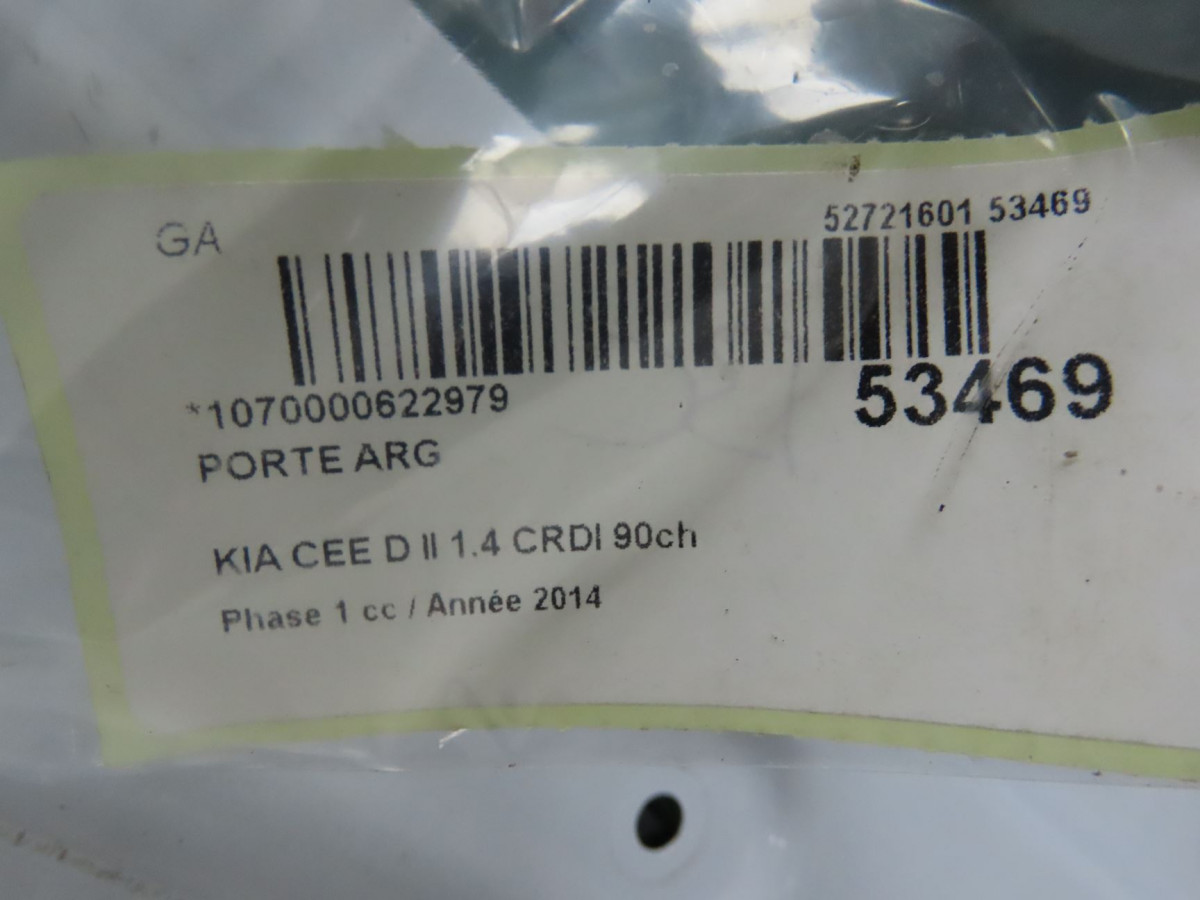 GA
52721601 53469
53469
*1070000622979
PORTE ARG
KIA CEE D II 1.4 CRDI 90ch
Phase 1 cc / Année 2014